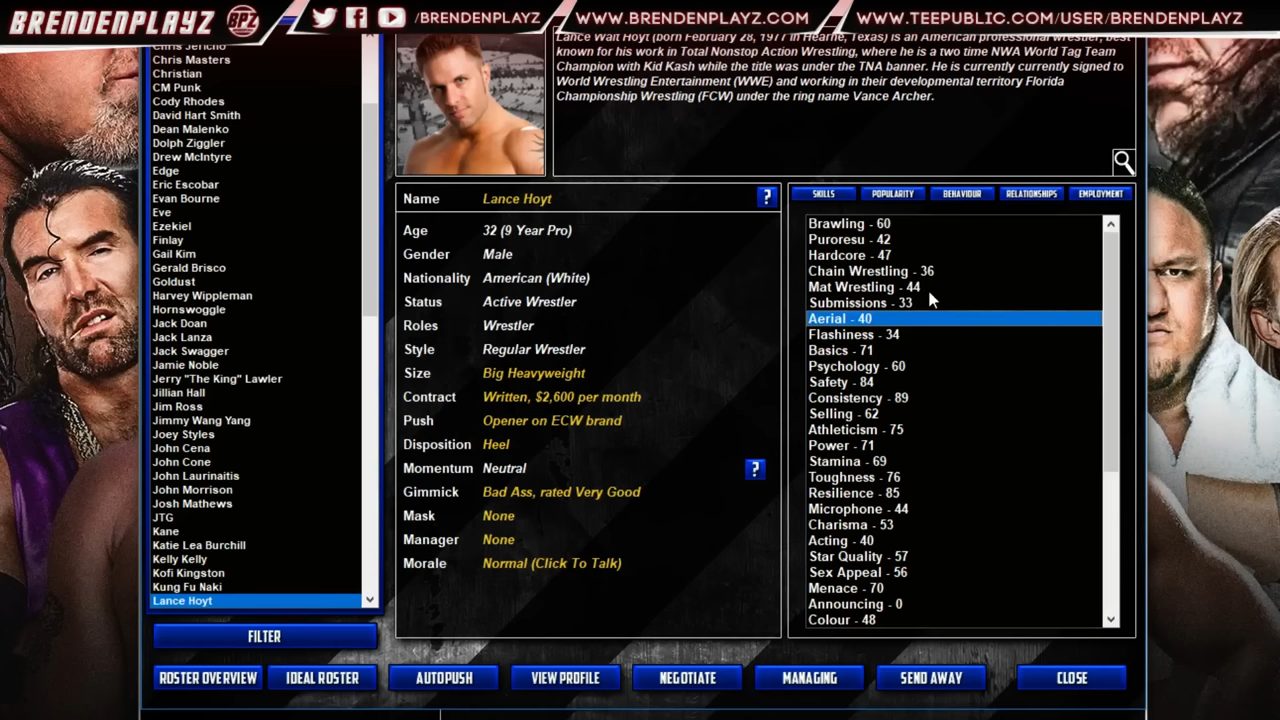 BRENDENPLAYZ BPZ /BRENDENPLAYZ WWW.BRENDENPLAYZ.COM WWW.TEEPUBLIC.COM/USER/BRENDENPLAYZ
Chris Jericho
Chris Masters
Christian
CM Punk
Cody Rhodes
David Hart Smith
Dean Malenko
Dolph Ziggler
Drew McIntyre
Edge
Eric Escobar
Evan Bourne
Eve
Ezekiel
Finlay
Gail Kim
Gerald Brisco
Goldust
Harvey Wippleman
Hornswoggle
Jack Doan
Jack Lanza
Jack Swagger
Jamie Noble
Jerry "The King" Lawler
Jillian Hall
Jim Ross
Jimmy Wang Yang
Joey Styles
John Cena
John Cone
John Laurinaitis
John Morrison
Josh Mathews
JTG
Kane
Katie Lea Burchill
Kelly Kelly
Kofi Kingston
Kung Fu Naki
Lance Hoyt
FILTER
Lance Walt Hoyt (born February 28, 1977 in Hearne, Texas) is an American professional wrestler, best
known for his work in Total Nonstop Action Wrestling, where he is a two time NWA World Tag Team
Champion with Kid Kash while the title was under the TNA banner. He is currently currently signed to
World Wrestling Entertainment (WWE) and working in their developmental territory Florida
Championship Wrestling (FCW) under the ring name Vance Archer.
Name Lance Hoyt ?
Age 32 (9 Year Pro)
Gender Male
Nationality American (White)
Status Active Wrestler
Roles Wrestler
Style Regular Wrestler
Size Big Heavyweight
Contract Written, $2,600 per month
Push Opener on ECW brand
Disposition Heel
Momentum Neutral ?
Gimmick Bad Ass, rated Very Good
Mask None
Manager None
Morale Normal (Click To Talk)
SKILLS POPULARITY BEHAVIOUR RELATIONSHIPS EMPLOYMENT
Brawling - 60
Puroresu - 42
Hardcore - 47
Chain Wrestling - 36
Mat Wrestling - 44
Submissions - 33
Aerial - 40
Flashiness - 34
Basics - 71
Psychology - 60
Safety - 84
Consistency - 89
Selling - 62
Athleticism - 75
Power - 71
Stamina - 69
Toughness - 76
Resilience - 85
Microphone - 44
Charisma - 53
Acting - 40
Star Quality - 57
Sex Appeal - 56
Menace - 70
Announcing - 0
Colour - 48
ROSTER OVERVIEW IDEAL ROSTER AUTOPUSH VIEW PROFILE NEGOTIATE MANAGING SEND AWAY CLOSE